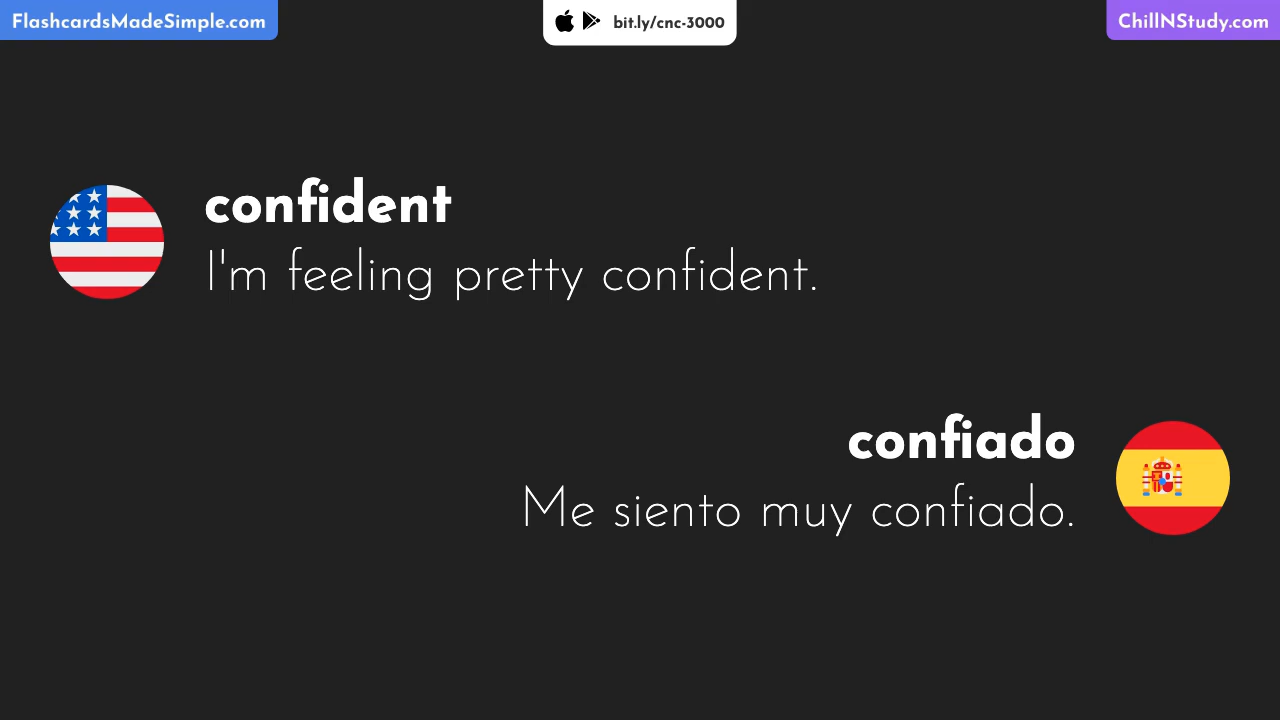 FlashcardsMadeSimple.com
bit.ly/cnc-3000
ChillNStudy.com
confident
I'm feeling pretty confident.
confiado
Me siento muy confiado.